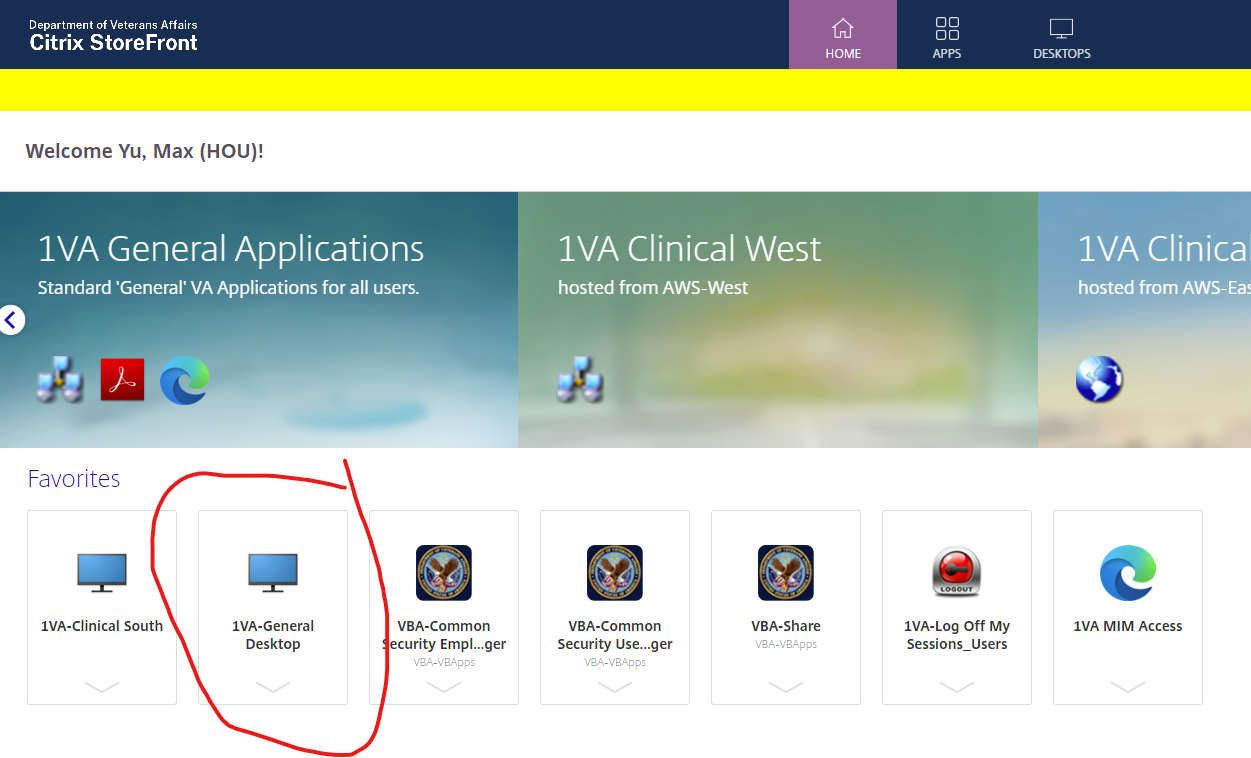 Department of Veterans Affairs
Citrix StoreFront
HOME
APPS
DESKTOPS
Welcome Yu, Max (HOU)!
1VA General Applications
Standard 'General' VA Applications for all users.
1VA Clinical West
hosted from AWS-West
1VA Clinical
hosted from AWS-Eas
Favorites
1VA-Clinical South
1VA-General
Desktop
VBA-Common
Security Empl...ger
VBA-VBApps
VBA-Common
Security Use...ger
VBA-VBApps
VBA-Share
VBA-VBApps
LOGOUT
1VA-Log Off My
Sessions_Users
1VA MIM Access